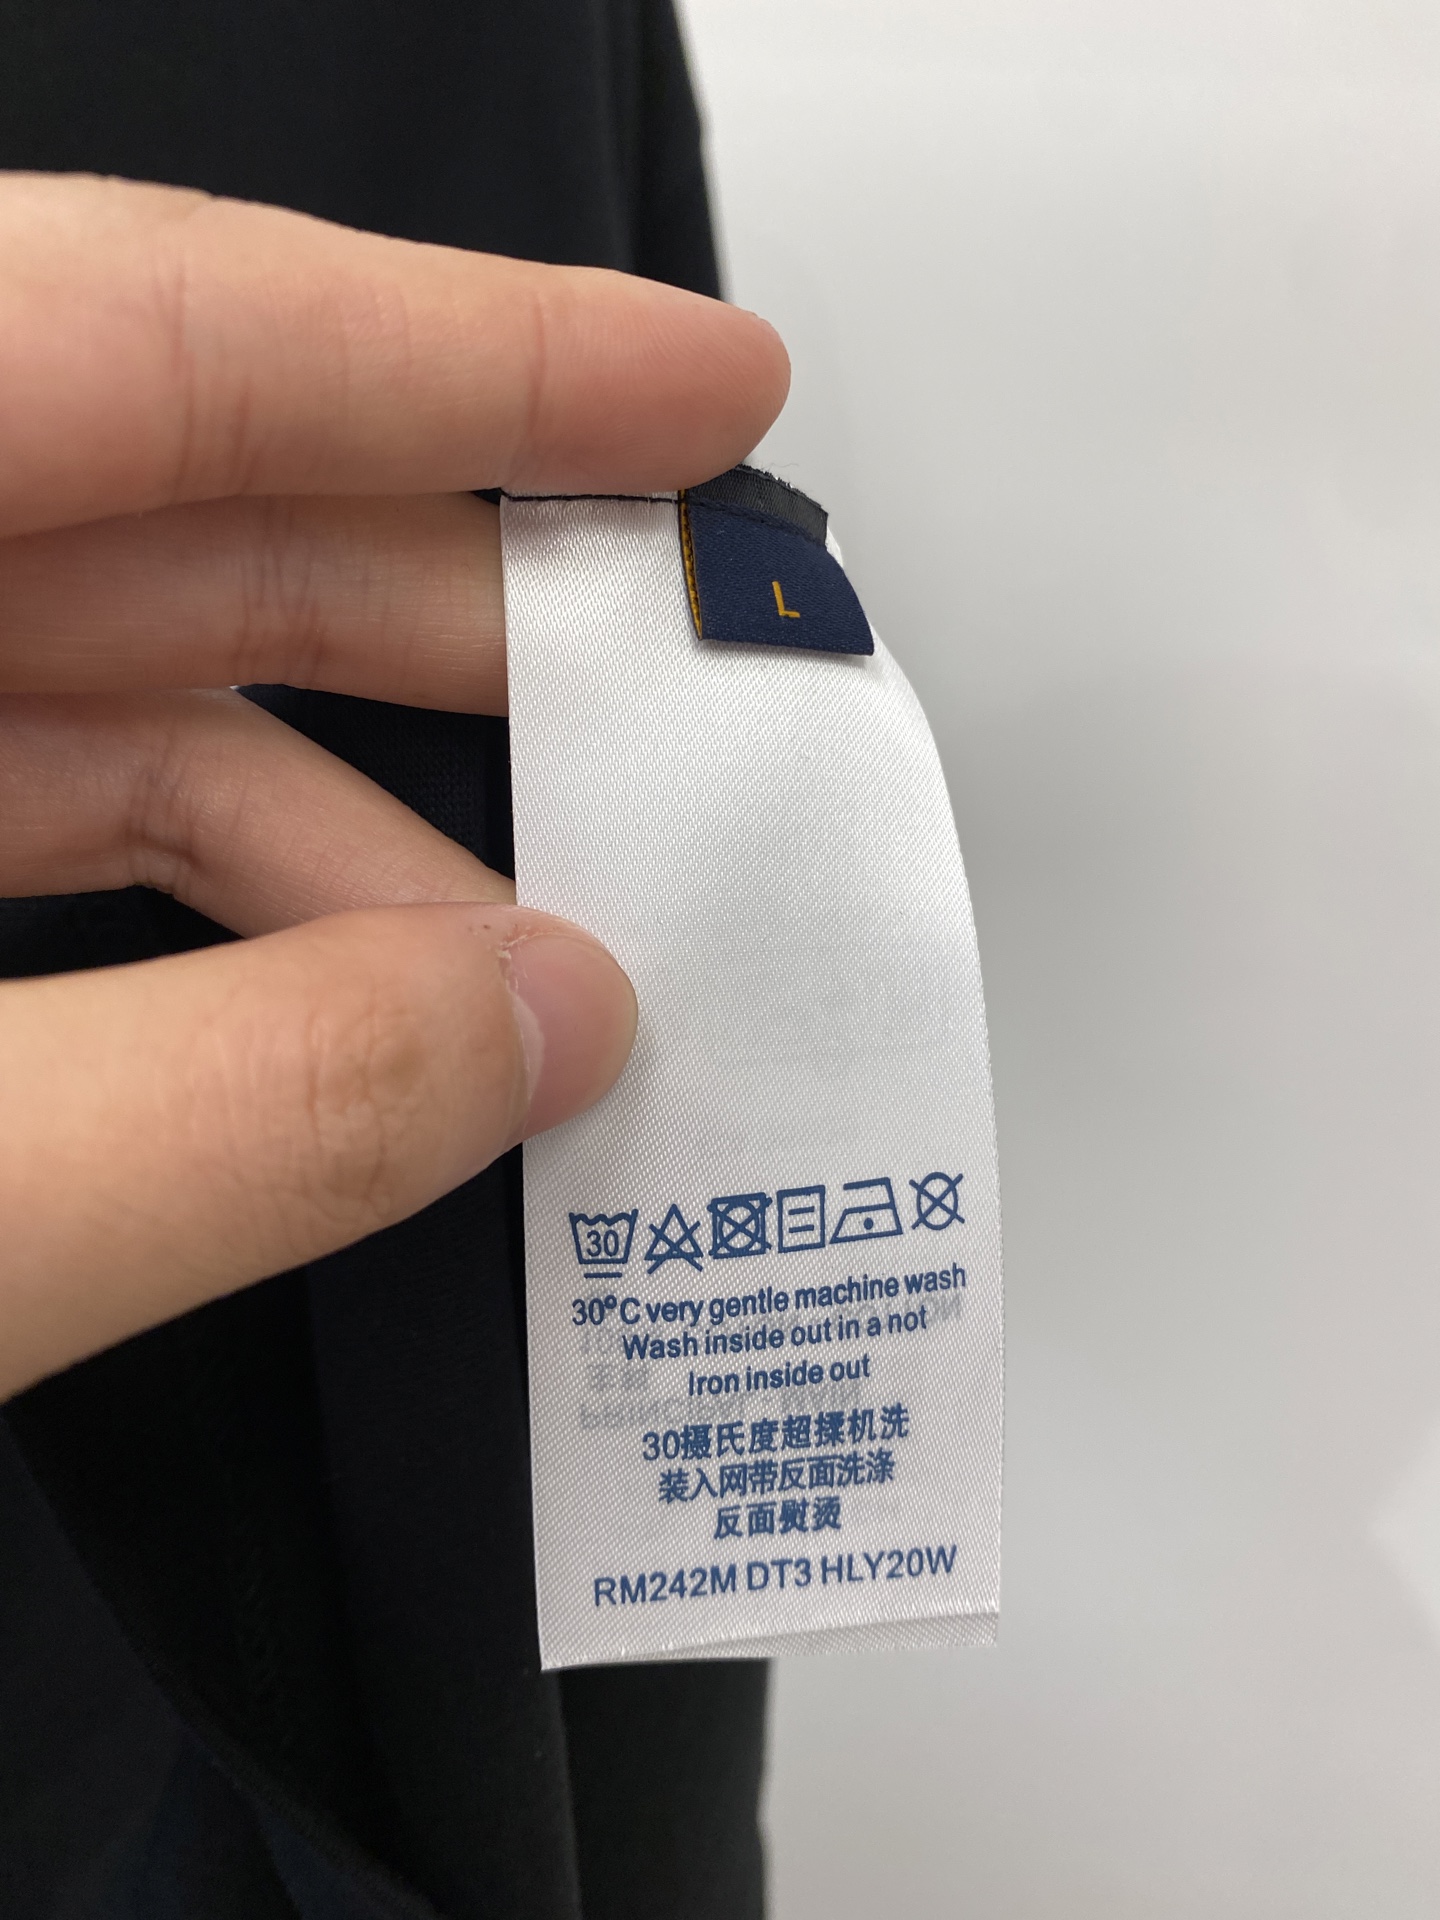 L
30
30°C very gentle machine wash
Wash inside out in a not
Iron inside out
30摄氏度超揉机洗
装入网带反面洗涤
反面熨烫
RM242M DT3 HLY20W